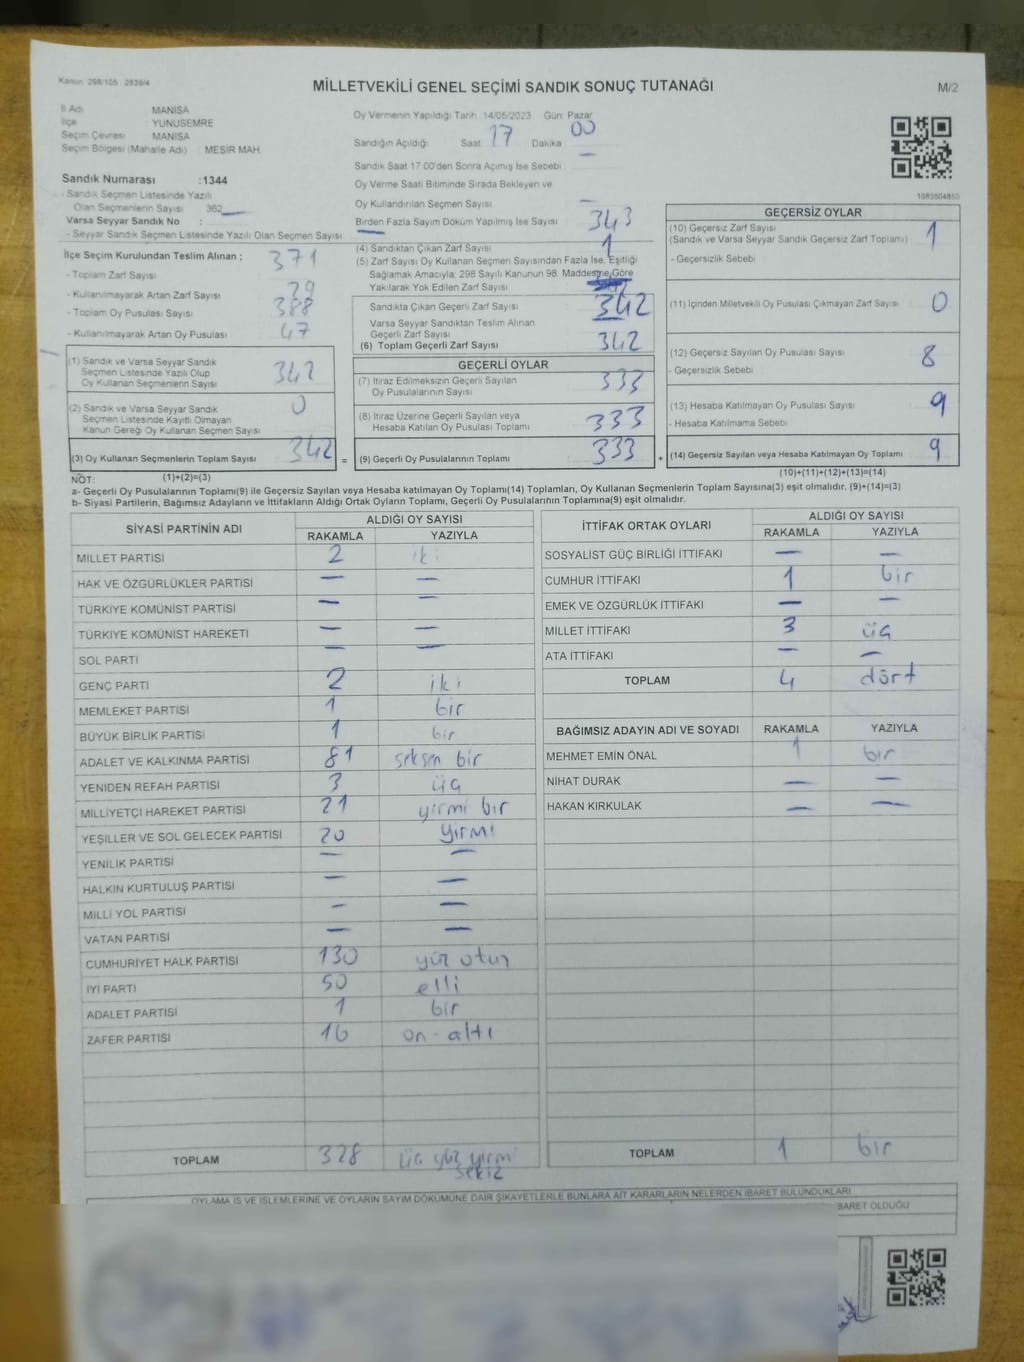 Kanun: 298/105 , 2839/4
MİLLETVEKİLİ GENEL SEÇİMİ SANDIK SONUÇ TUTANAĞI
M/2
İl Adı MANİSA
İlçe : YUNUSEMRE
Seçim Çevresi MANİSA
Seçim Bölgesi (Mahalle Adı) : MESİR MAH.
Oy Vermenin Yapıldığı Tarih 14/05/2023 Gün: Pazar
Sandığın Açıldığı Saat 17 Dakika 00
Sandık Saat 17:00'den Sonra Açımış İse Sebebi —
Oy Verme Saati Bitiminde Sırada Bekleyen ve
Oy Kullandırılan Seçmen Sayısı —
Birden Fazla Sayım Döküm Yapılmış İse Sayısı —
Sandık Numarası :1344
- Sandık Seçmen Listesinde Yazılı
Olan Seçmenlerin Sayısı 362
Varsa Seyyar Sandık No :
- Seyyar Sandık Seçmen Listesinde Yazılı Olan Seçmen Sayısı
İlçe Seçim Kurulundan Teslim Alınan ;
- Toplam Zarf Sayısı 371
- Kullanılmayarak Artan Zarf Sayısı 29
- Toplam Oy Pusulası Sayısı 388
- Kullanılmayarak Artan Oy Pusulası 47
(1) Sandık ve Varsa Seyyar Sandık
Seçmen Listesinde Yazılı Olup
Oy Kullanan Seçmenlerin Sayısı 342
(2) Sandık ve Varsa Seyyar Sandık
Seçmen Listesinde Kayıtlı Olmayan
Kanun Gereği Oy Kullanan Seçmen Sayısı 0
(3) Oy Kullanan Seçmenlerin Toplam Sayısı 342 =
(4) Sandıktan Çıkan Zarf Sayısı 343
(5) Zarf Sayısı Oy Kullanan Seçmen Sayısından Fazla İse, Eşitliği
Sağlamak Amacıyla, 298 Sayılı Kanunun 98. Maddesine Göre
Yakılarak Yok Edilen Zarf Sayısı 1
Sandıkta Çıkan Geçerli Zarf Sayısı 342
Varsa Seyyar Sandıktan Teslim Alınan
Geçerli Zarf Sayısı
(6) Toplam Geçerli Zarf Sayısı 342
GEÇERLİ OYLAR
(7) İtiraz Edilmeksizin Geçerli Sayılan
Oy Pusulalarının Sayısı 333
(8) İtiraz Üzerine Geçerli Sayılan veya
Hesaba Katılan Oy Pusulası Toplamı 333
(9) Geçerli Oy Pusulalarının Toplamı 333 +
1083504850
GEÇERSİZ OYLAR
(10) Geçersiz Zarf Sayısı 1
(Sandık ve Varsa Seyyar Sandık Geçersiz Zarf Toplamı)
- Geçersizlik Sebebi
(11) İçinden Milletvekili Oy Pusulası Çıkmayan Zarf Sayısı 0
(12) Geçersiz Sayılan Oy Pusulası Sayısı 8
- Geçersizlik Sebebi
(13) Hesaba Katılmayan Oy Pusulası Sayısı 9
- Hesaba Katılmama Sebebi
(14) Geçersiz Sayılan veya Hesaba Katılmayan Oy Toplamı 9
NOT: (1)+(2)=(3)
(10)+(11)+(12)+(13)=(14)
a- Geçerli Oy Pusulalarının Toplamı(9) ile Geçersiz Sayılan veya Hesaba katılmayan Oy Toplamı(14) Toplamları, Oy Kullanan Seçmenlerin Toplam Sayısına(3) eşit olmalıdır. (9)+(14)=(3)
b- Siyasi Partilerin, Bağımsız Adayların ve İttifakların Aldığı Ortak Oyların Toplamı, Geçerli Oy Pusulalarının Toplamına(9) eşit olmalıdır.
SİYASİ PARTİNİN ADI ALDIĞI OY SAYISI
RAKAMLA YAZIYLA
MİLLET PARTİSİ 2 iki
HAK VE ÖZGÜRLÜKLER PARTİSİ — —
TÜRKİYE KOMÜNİST PARTİSİ — —
TÜRKİYE KOMÜNİST HAREKETİ — —
SOL PARTİ — —
GENÇ PARTİ 2 iki
MEMLEKET PARTİSİ 1 bir
BÜYÜK BİRLİK PARTİSİ 1 bir
ADALET VE KALKINMA PARTİSİ 81 seksen bir
YENİDEN REFAH PARTİSİ 3 üç
MİLLİYETÇİ HAREKET PARTİSİ 21 yirmi bir
YEŞİLLER VE SOL GELECEK PARTİSİ 20 yirmi
YENİLİK PARTİSİ — —
HALKIN KURTULUŞ PARTİSİ — —
MİLLİ YOL PARTİSİ — —
VATAN PARTİSİ — —
CUMHURİYET HALK PARTİSİ 130 yüz otuz
İYİ PARTİ 50 elli
ADALET PARTİSİ 1 bir
ZAFER PARTİSİ 16 on-altı
TOPLAM 328 üç yüz yirmi sekiz
İTTİFAK ORTAK OYLARI ALDIĞI OY SAYISI
RAKAMLA YAZIYLA
SOSYALİST GÜÇ BİRLİĞİ İTTİFAKI — —
CUMHUR İTTİFAKI 1 bir
EMEK VE ÖZGÜRLÜK İTTİFAKI — —
MİLLET İTTİFAKI 3 üç
ATA İTTİFAKI — —
TOPLAM 4 dört
BAĞIMSIZ ADAYIN ADI VE SOYADI RAKAMLA YAZIYLA
MEHMET EMİN ÖNAL 1 bir
NİHAT DURAK — —
HAKAN KIRKULAK — —
TOPLAM 1 bir
OYLAMA İŞ VE İŞLEMLERİNE VE OYLARIN SAYIM DÖKÜMÜNE DAİR ŞİKAYETLERLE BUNLARA AİT KARARLARIN NELERDEN İBARET BULUNDUKLARI
İBARET OLDUĞU